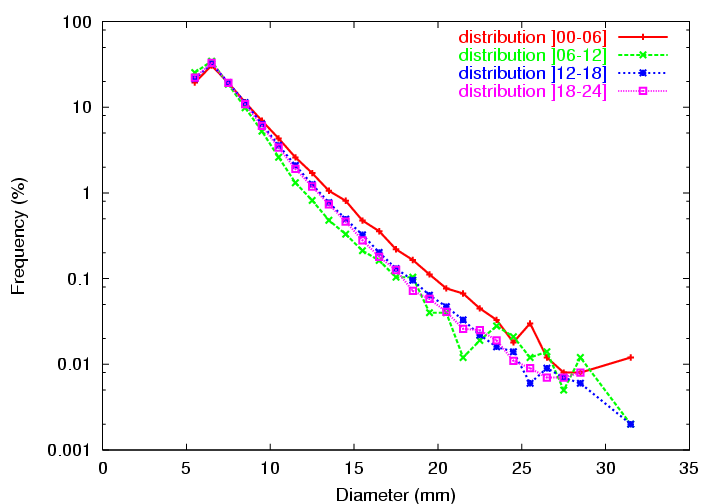 100
10
1
0.1
0.01
0.001
0
5
10
15
20
25
30
35
Frequency (%)
Diameter (mm)
distribution ]00-06]
distribution ]06-12]
distribution ]12-18]
distribution ]18-24]